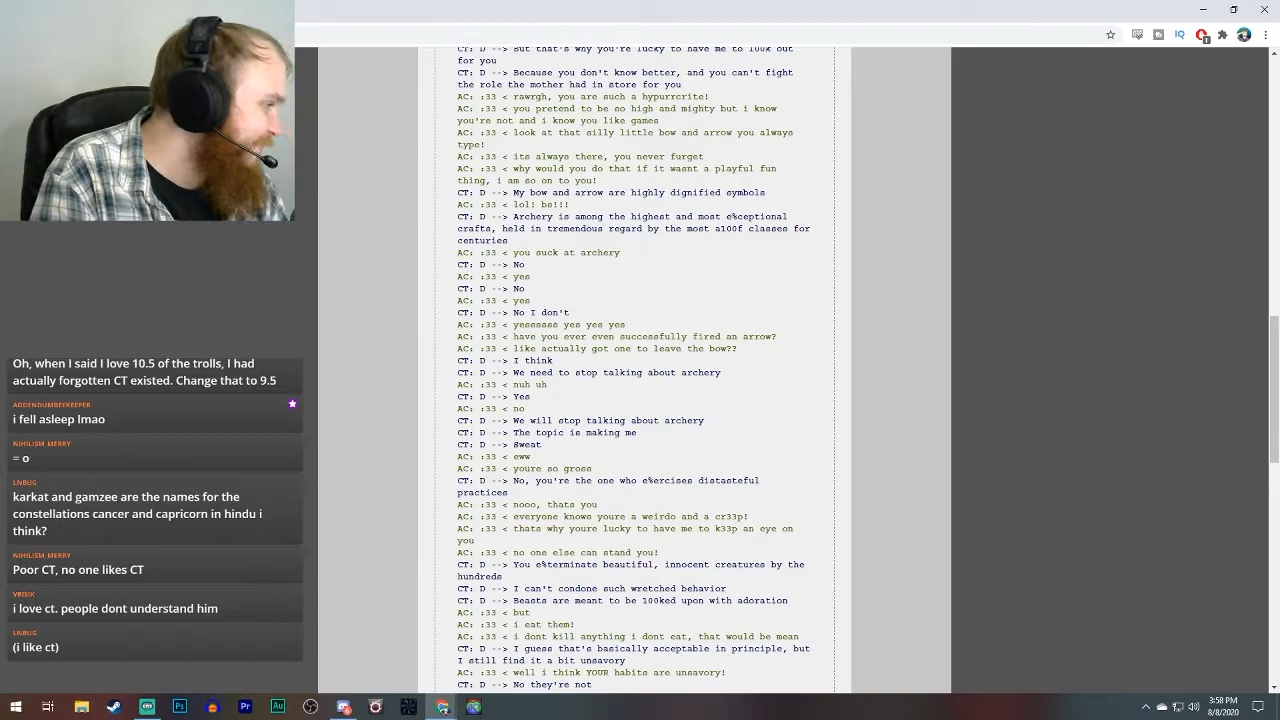 CT: D --> But that's why you're lucky to have me to 100k out
for you
CT: D --> Because you don't know better, and you can't fight
the role the mother had in store for you
AC: :33 < rawrgh, you are such a hypurrcrite!
AC: :33 < you pretend to be so high and mighty but i know
you're not and i know you like games
AC: :33 < look at that silly little bow and arrow you always
type!
AC: :33 < its always there, you never furget
AC: :33 < why would you do that if it wasnt a playful fun
thing, i am so on to you!
CT: D --> My bow and arrow are highly dignified symbols
AC: :33 < lol! bs!!!
CT: D --> Archery is among the highest and most e%ceptional
crafts, held in tremendous regard by the most a100f classes for
centuries
AC: :33 < you suck at archery
CT: D --> No
AC: :33 < yes
CT: D --> No
AC: :33 < yes
CT: D --> No I don't
AC: :33 < yessssss yes yes yes
AC: :33 < have you ever even successfully fired an arrow?
AC: :33 < like actually got one to leave the bow??
CT: D --> I think
CT: D --> We need to stop talking about archery
AC: :33 < nuh uh
CT: D --> Yes
AC: :33 < no
CT: D --> We will stop talking about archery
CT: D --> The topic is making me
CT: D --> Sweat
AC: :33 < eww
AC: :33 < youre so gross
CT: D --> No, you're the one who e%ercises distasteful
practices
AC: :33 < nooo, thats you
AC: :33 < everyone knows youre a weirdo and a cr33p!
AC: :33 < thats why youre lucky to have me to k33p an eye on
you
AC: :33 < no one else can stand you!
CT: D --> You e%terminate beautiful, innocent creatures by the
hundreds
CT: D --> I can't condone such wretched behavior
CT: D --> Beasts are meant to be 100ked upon with adoration
AC: :33 < but
AC: :33 < i eat them!
AC: :33 < i dont kill anything i dont eat, that would be mean
CT: D --> I guess that's basically acceptable in principle, but
I still find it a bit unsavory
AC: :33 < well i think YOUR habits are unsavory!
CT: D --> No they're not
Oh, when I said I love 10.5 of the trolls, I had
actually forgotten CT existed. Change that to 9.5
ADDENDUMBEEKEEPER
i fell asleep lmao
NIHILISM_MERRY
= o
LNBUG
karkat and gamzee are the names for the
constellations cancer and capricorn in hindu i
think?
NIHILISM_MERRY
Poor CT, no one likes CT
VRISIK
i love ct. people dont understand him
LNBUG
(i like ct)
IQ
1
Ps
Pr
Au
3:58 PM
8/8/2020